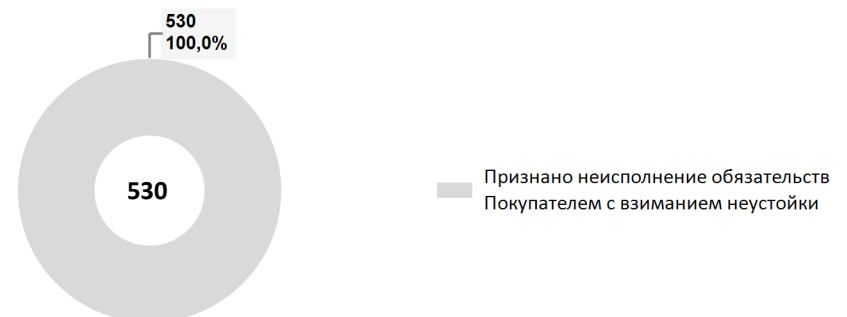 530
100,0%
530
Признано неисполнение обязательств
Покупателем с взиманием неустойки